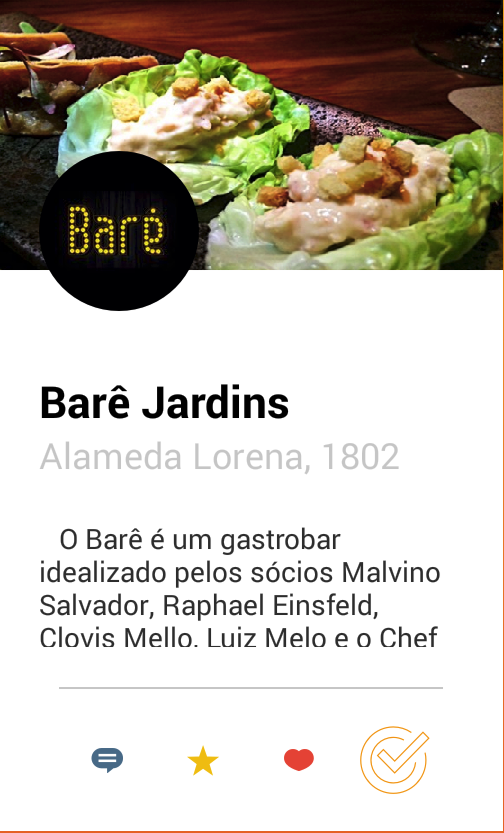 Barê
Barê Jardins
Alameda Lorena, 1802
O Barê é um gastrobar
idealizado pelos sócios Malvino
Salvador, Raphael Einsfeld,
Clovis Mello, Luiz Melo e o Chef